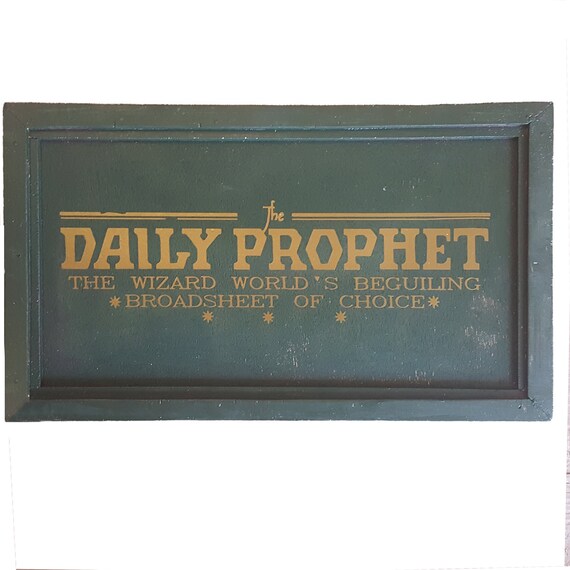 The
DAILY PROPHET
THE WIZARD WORLD'S BEGUILING
*BROADSHEET OF CHOICE*
* * *